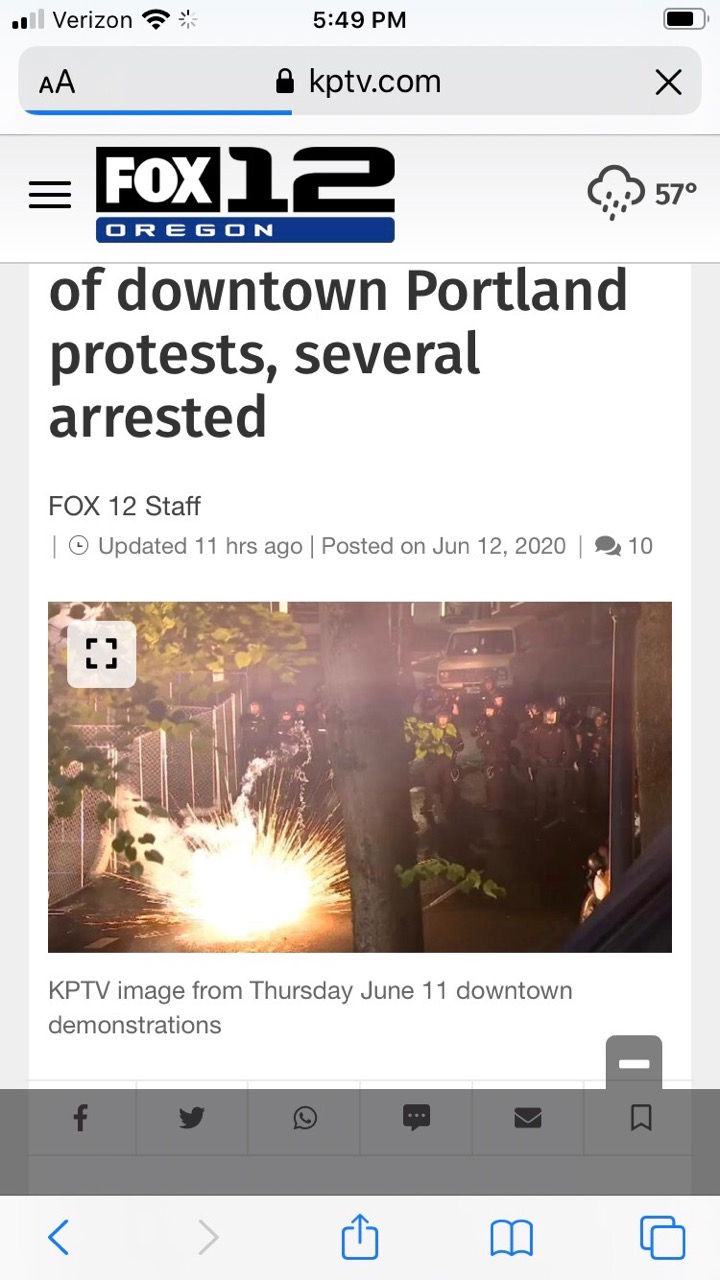 Verizon 5:49 PM
AA kptv.com
FOX 12
OREGON
57°
of downtown Portland
protests, several
arrested
FOX 12 Staff
| Updated 11 hrs ago | Posted on Jun 12, 2020 | 10
KPTV image from Thursday June 11 downtown
demonstrations